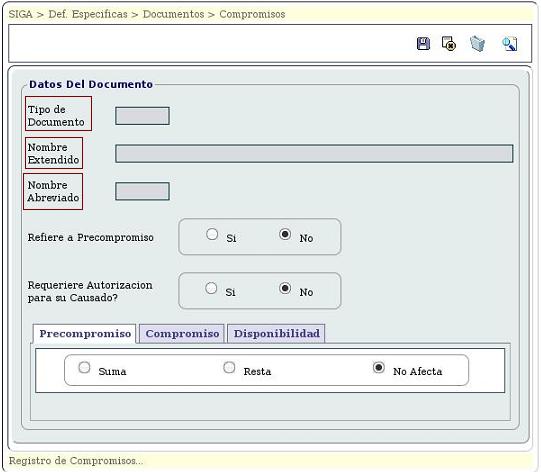 SIGA > Def. Especificas > Documentos > Compromisos
Datos Del Documento
Tipo de
Documento
Nombre
Extendido
Nombre
Abreviado
Refiere a Precompromiso
Si
No
Requeriere Autorizacion
para su Causado?
Si
No
Precompromiso Compromiso Disponibilidad
Suma
Resta
No Afecta
Registro de Compromisos...